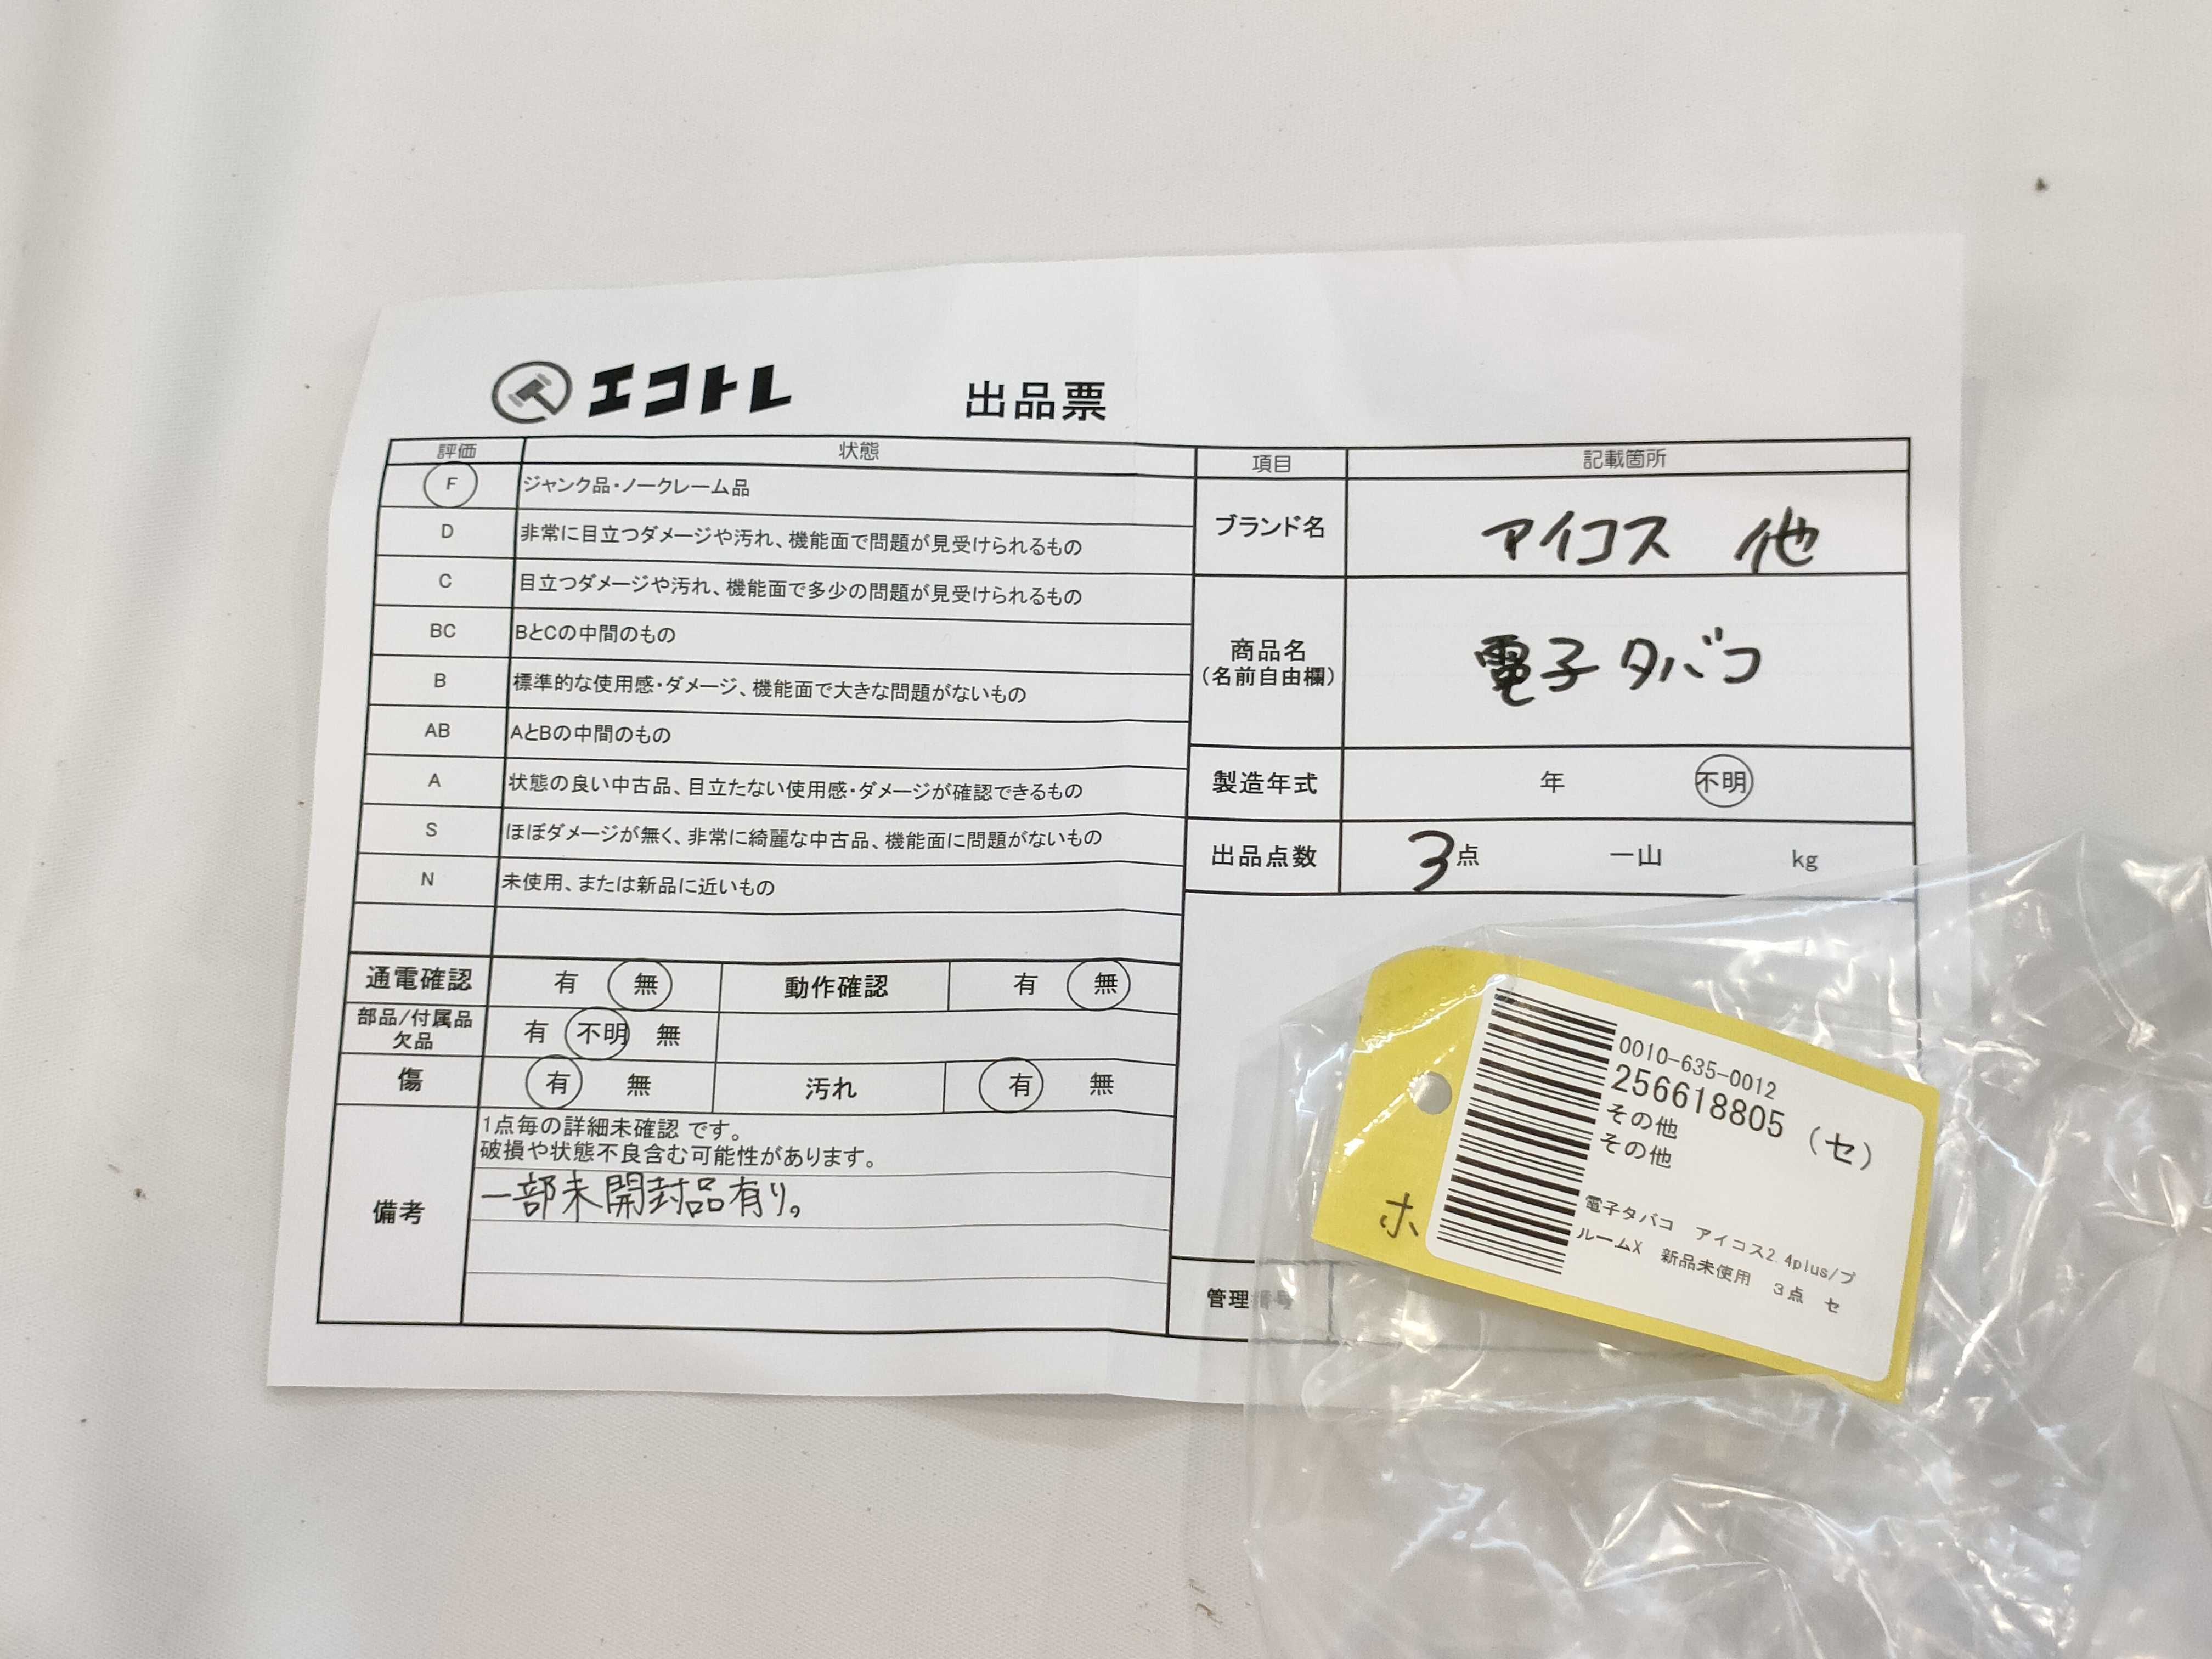 エコトレ 出品票
評価 状態
F ジャンク品・ノークレーム品
D 非常に目立つダメージや汚れ、機能面で問題が見受けられるもの
C 目立つダメージや汚れ、機能面で多少の問題が見受けられるもの
BC BとCの中間のもの
B 標準的な使用感・ダメージ、機能面で大きな問題がないもの
AB AとBの中間のもの
A 状態の良い中古品、目立たない使用感・ダメージが確認できるもの
S ほぼダメージが無く、非常に綺麗な中古品、機能面に問題がないもの
N 未使用、または新品に近いもの
通電確認 有 無 動作確認 有 無
部品/付属品
欠品 有 不明 無
傷 有 無 汚れ 有 無
備考
1点毎の詳細未確認 です。
破損や状態不良含む可能性があります。
一部未開封品有り。
項目 記載箇所
ブランド名 アイコス 他
商品名
(名前自由欄) 電子タバコ
製造年式 年 不明
出品点数 3点 一山 kg
管理番号
ホ
0010-635-0012
256618805 (セ)
その他
その他
電子タバコ アイコス2.4plus/プ
ルームX 新品未使用 3点 セ